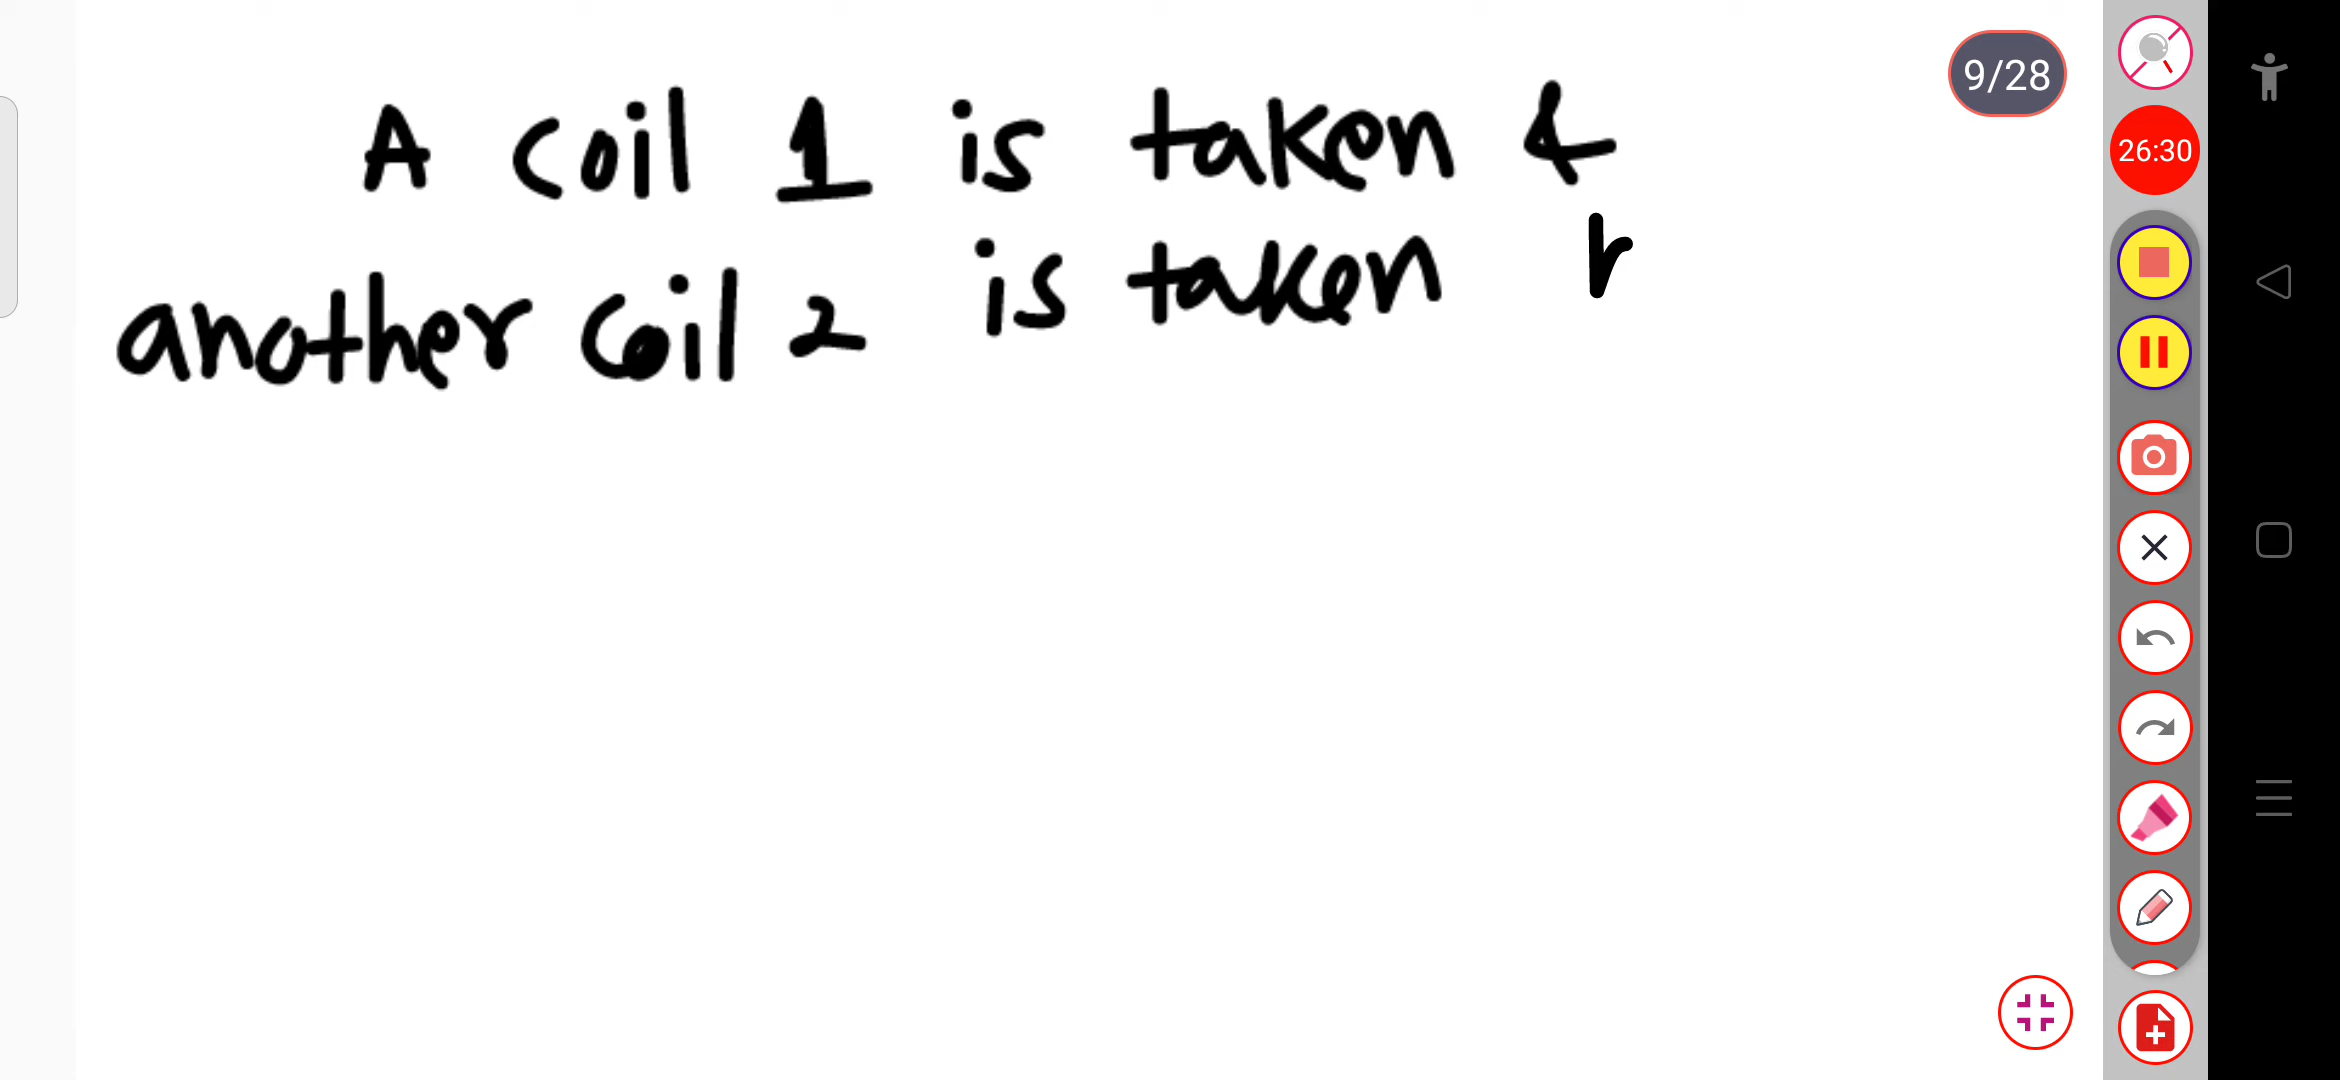 A coil 1 is taken &
another coil 2 is taken r
9/28
26:30